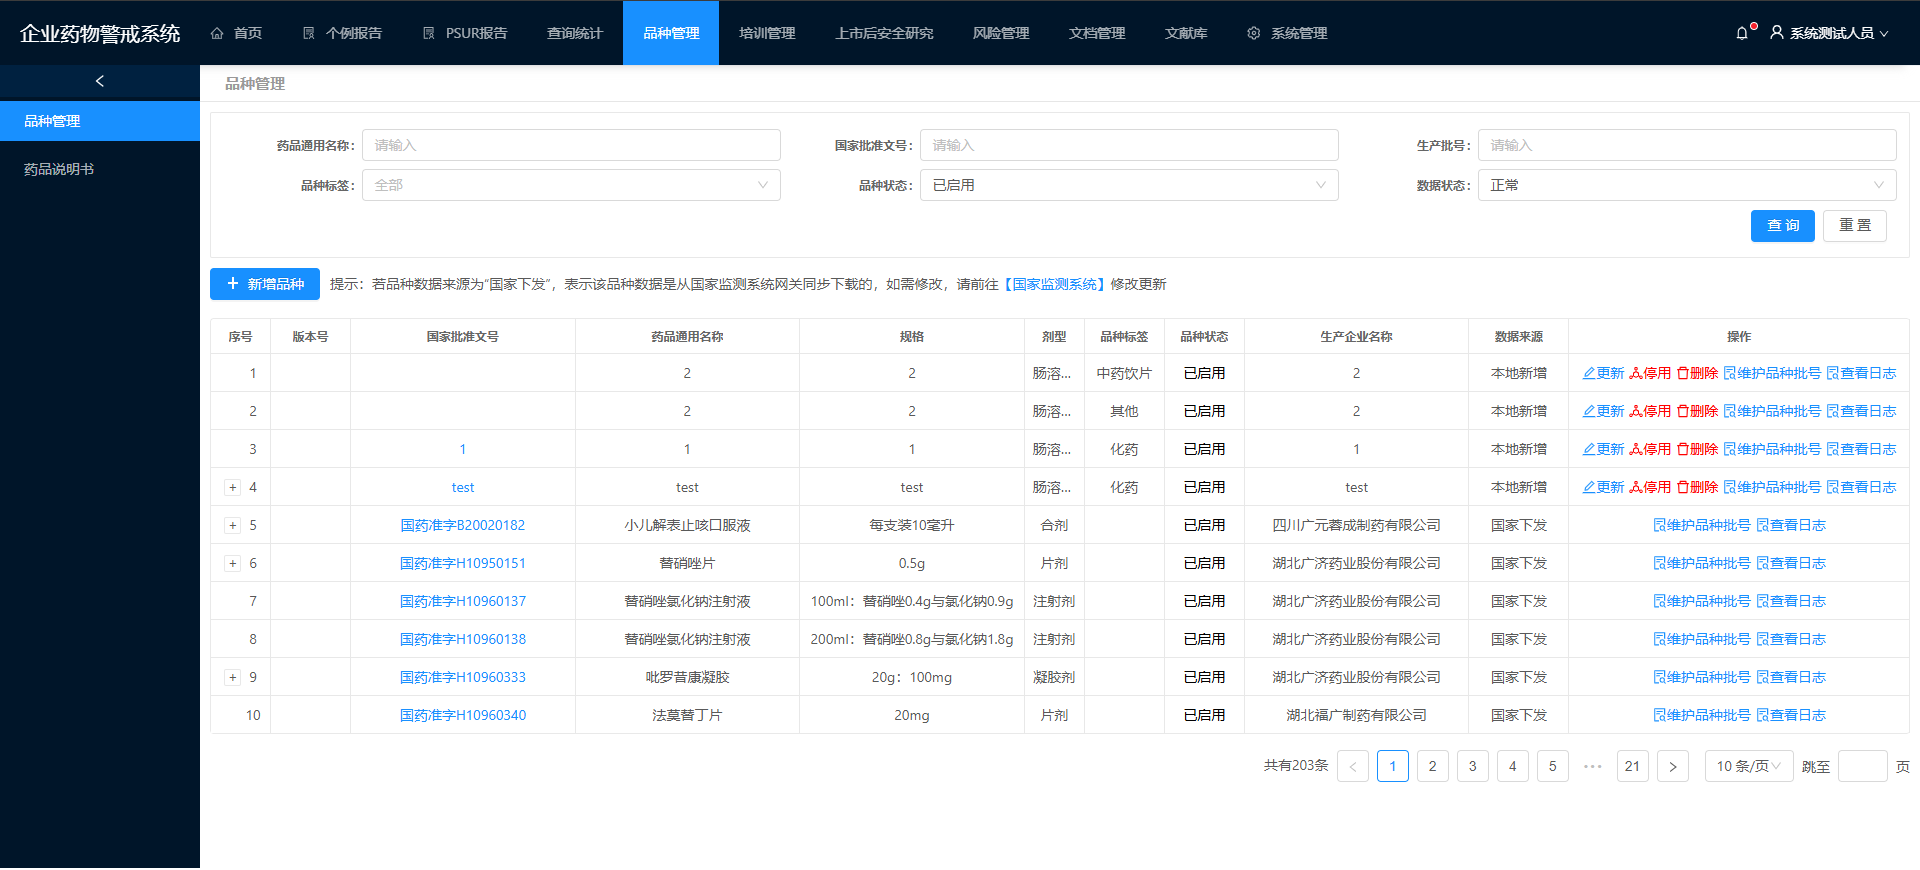 企业药物警戒系统 首页 个例报告 PSUR报告 查询统计 品种管理 培训管理 上市后安全研究 风险管理 文档管理 文献库 系统管理 系统测试人员
品种管理
品种管理
药品说明书
药品通用名称： 请输入 国家批准文号： 请输入 生产批号： 请输入
品种标签： 全部 品种状态： 已启用 数据状态： 正常
查 询 重 置
+ 新增品种 提示：若品种数据来源为“国家下发”，表示该品种数据是从国家监测系统网关同步下载的，如需修改，请前往【国家监测系统】修改更新
序号 版本号 国家批准文号 药品通用名称 规格 剂型 品种标签 品种状态 生产企业名称 数据来源 操作
1 2 2 肠溶... 中药饮片 已启用 2 本地新增 更新 停用 删除 维护品种批号 查看日志
2 2 2 肠溶... 其他 已启用 2 本地新增 更新 停用 删除 维护品种批号 查看日志
3 1 1 1 肠溶... 化药 已启用 1 本地新增 更新 停用 删除 维护品种批号 查看日志
+ 4 test test test 肠溶... 化药 已启用 test 本地新增 更新 停用 删除 维护品种批号 查看日志
+ 5 国药准字B20020182 小儿解表止咳口服液 每支装10毫升 合剂 已启用 四川广元蓉成制药有限公司 国家下发 维护品种批号 查看日志
+ 6 国药准字H10950151 替硝唑片 0.5g 片剂 已启用 湖北广济药业股份有限公司 国家下发 维护品种批号 查看日志
7 国药准字H10960137 替硝唑氯化钠注射液 100ml：替硝唑0.4g与氯化钠0.9g 注射剂 已启用 湖北广济药业股份有限公司 国家下发 维护品种批号 查看日志
8 国药准字H10960138 替硝唑氯化钠注射液 200ml：替硝唑0.8g与氯化钠1.8g 注射剂 已启用 湖北广济药业股份有限公司 国家下发 维护品种批号 查看日志
+ 9 国药准字H10960333 吡罗昔康凝胶 20g：100mg 凝胶剂 已启用 湖北广济药业股份有限公司 国家下发 维护品种批号 查看日志
10 国药准字H10960340 法莫替丁片 20mg 片剂 已启用 湖北福广制药有限公司 国家下发 维护品种批号 查看日志
共有203条 < 1 2 3 4 5 ••• 21 > 10 条/页 跳至 页